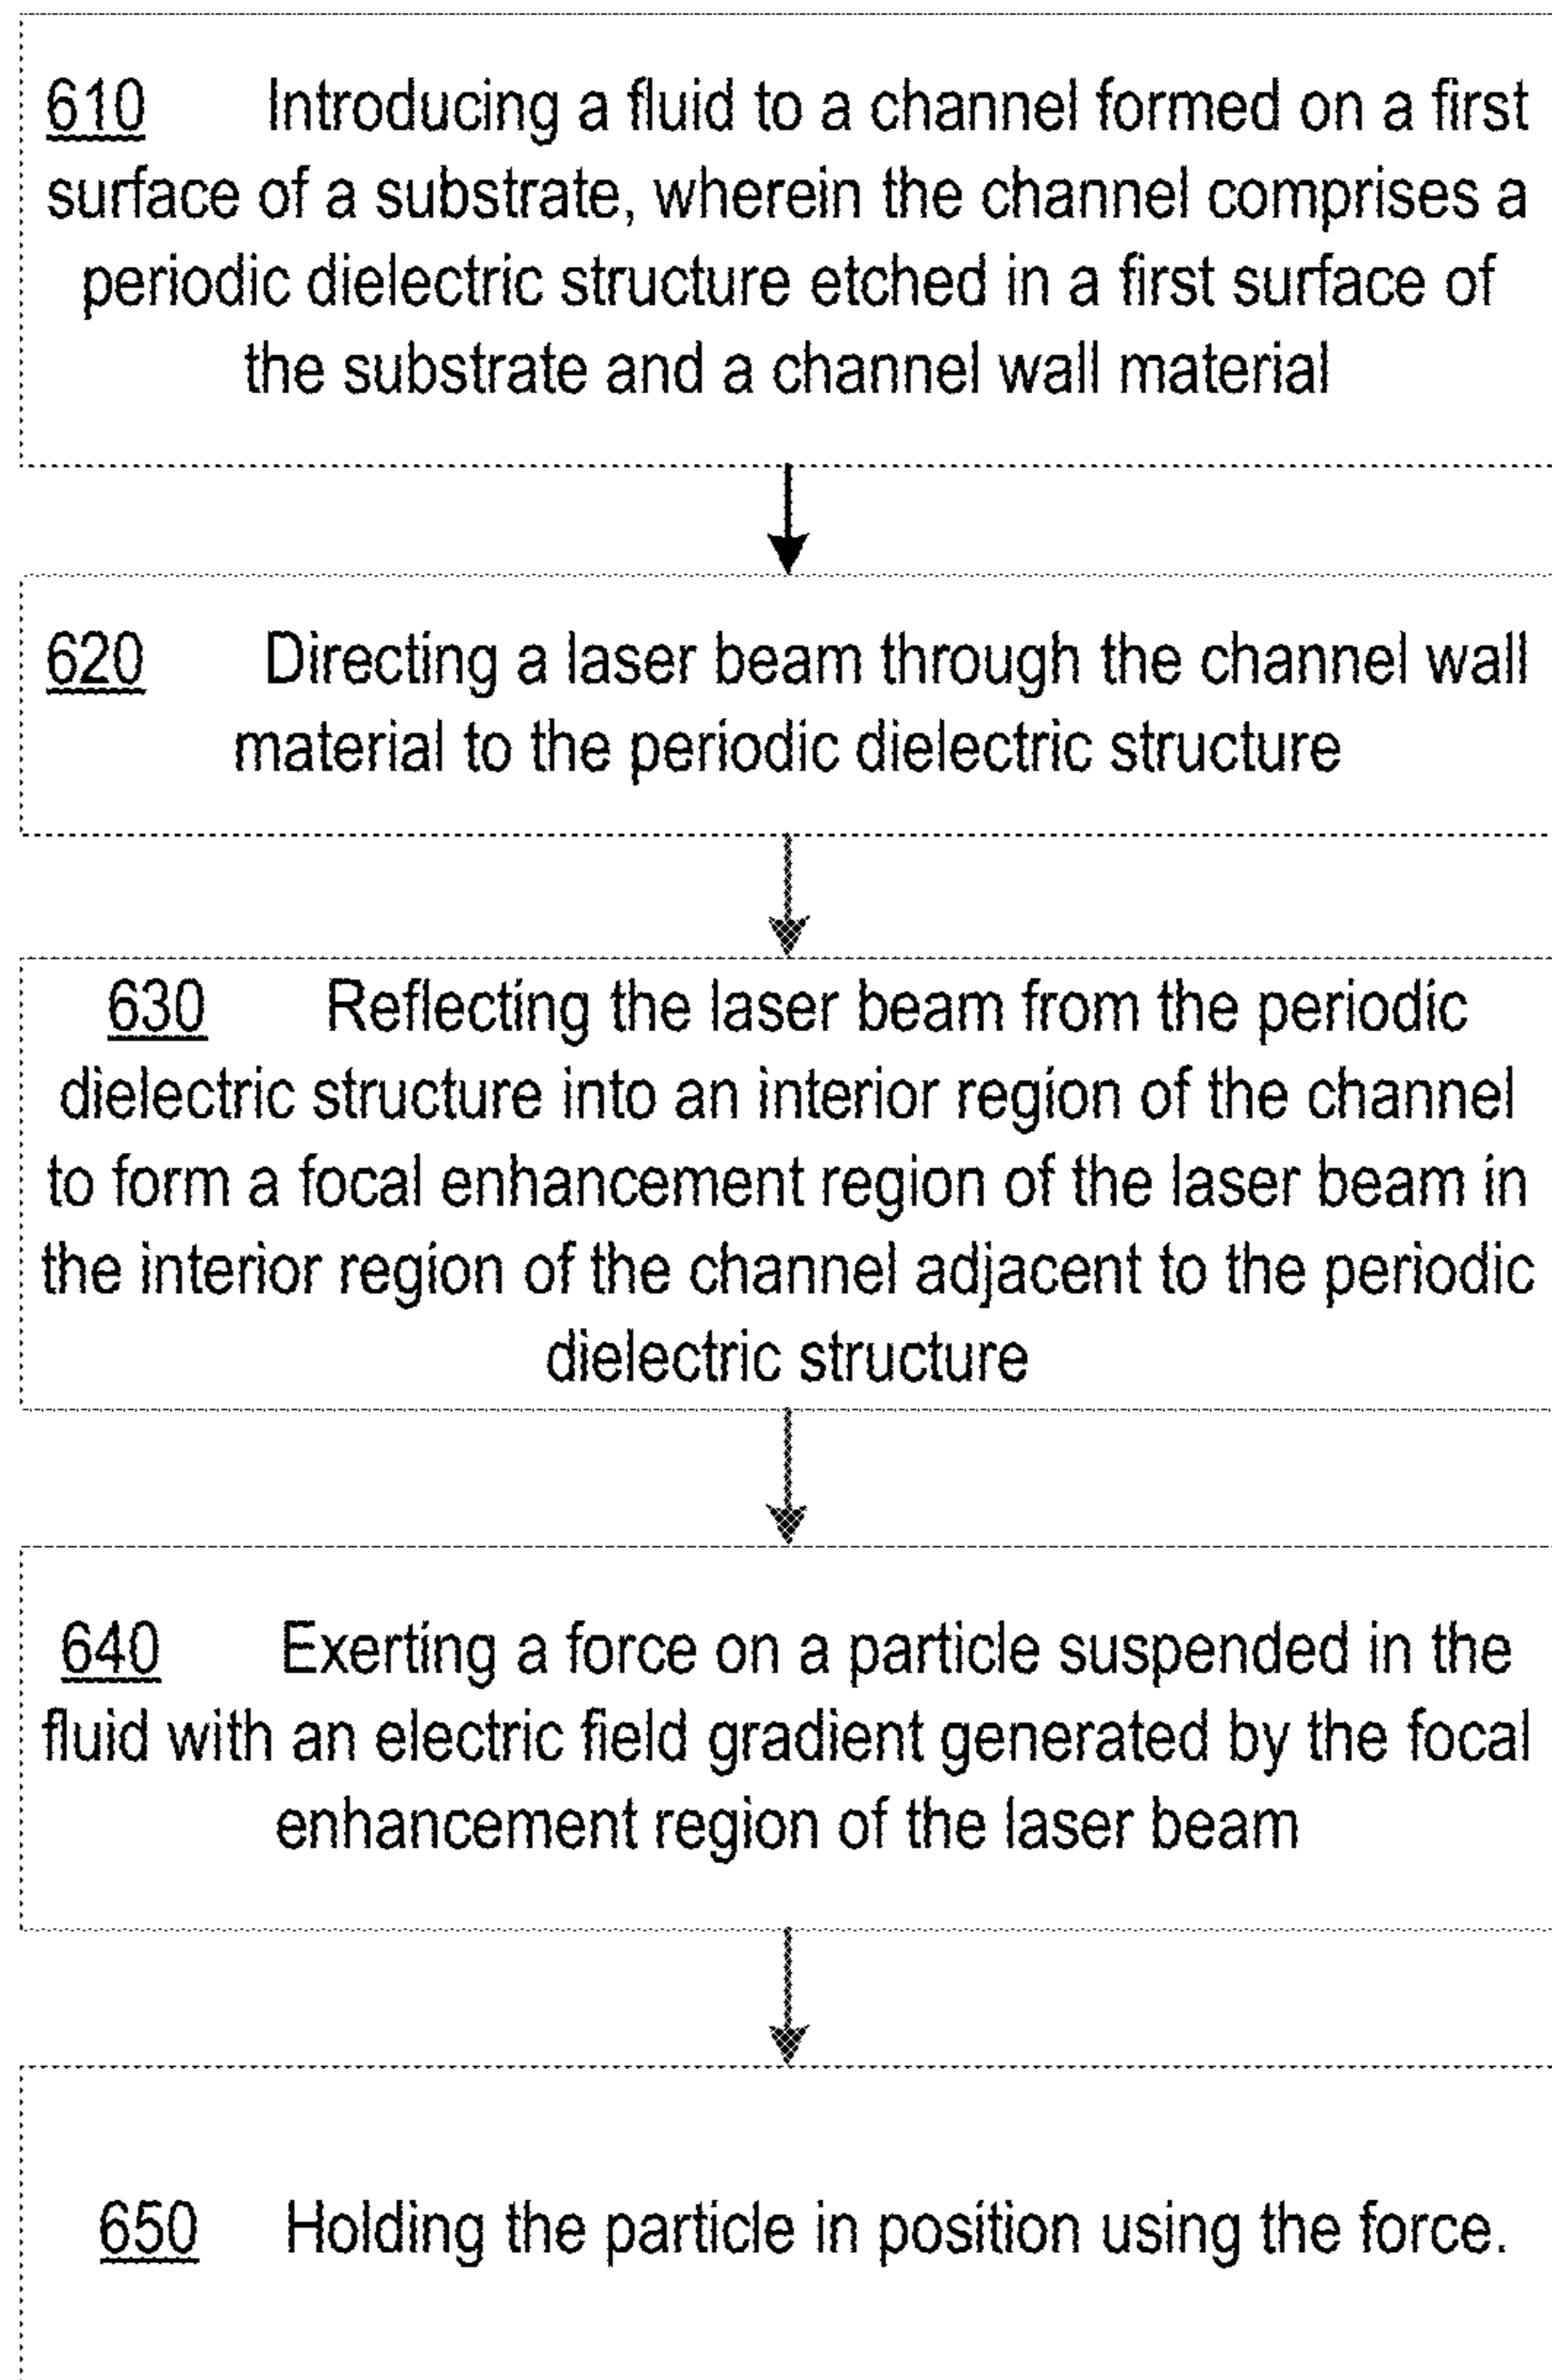 610 Introducing a fluid to a channel formed on a first
surface of a substrate, wherein the channel comprises a
periodic dielectric structure etched in a first surface of
the substrate and a channel wall material
620 Directing a laser beam through the channel wall
material to the periodic dielectric structure
630 Reflecting the laser beam from the periodic
dielectric structure into an interior region of the channel
to form a focal enhancement region of the laser beam in
the interior region of the channel adjacent to the periodic
dielectric structure
640 Exerting a force on a particle suspended in the
fluid with an electric field gradient generated by the focal
enhancement region of the laser beam
650 Holding the particle in position using the force.